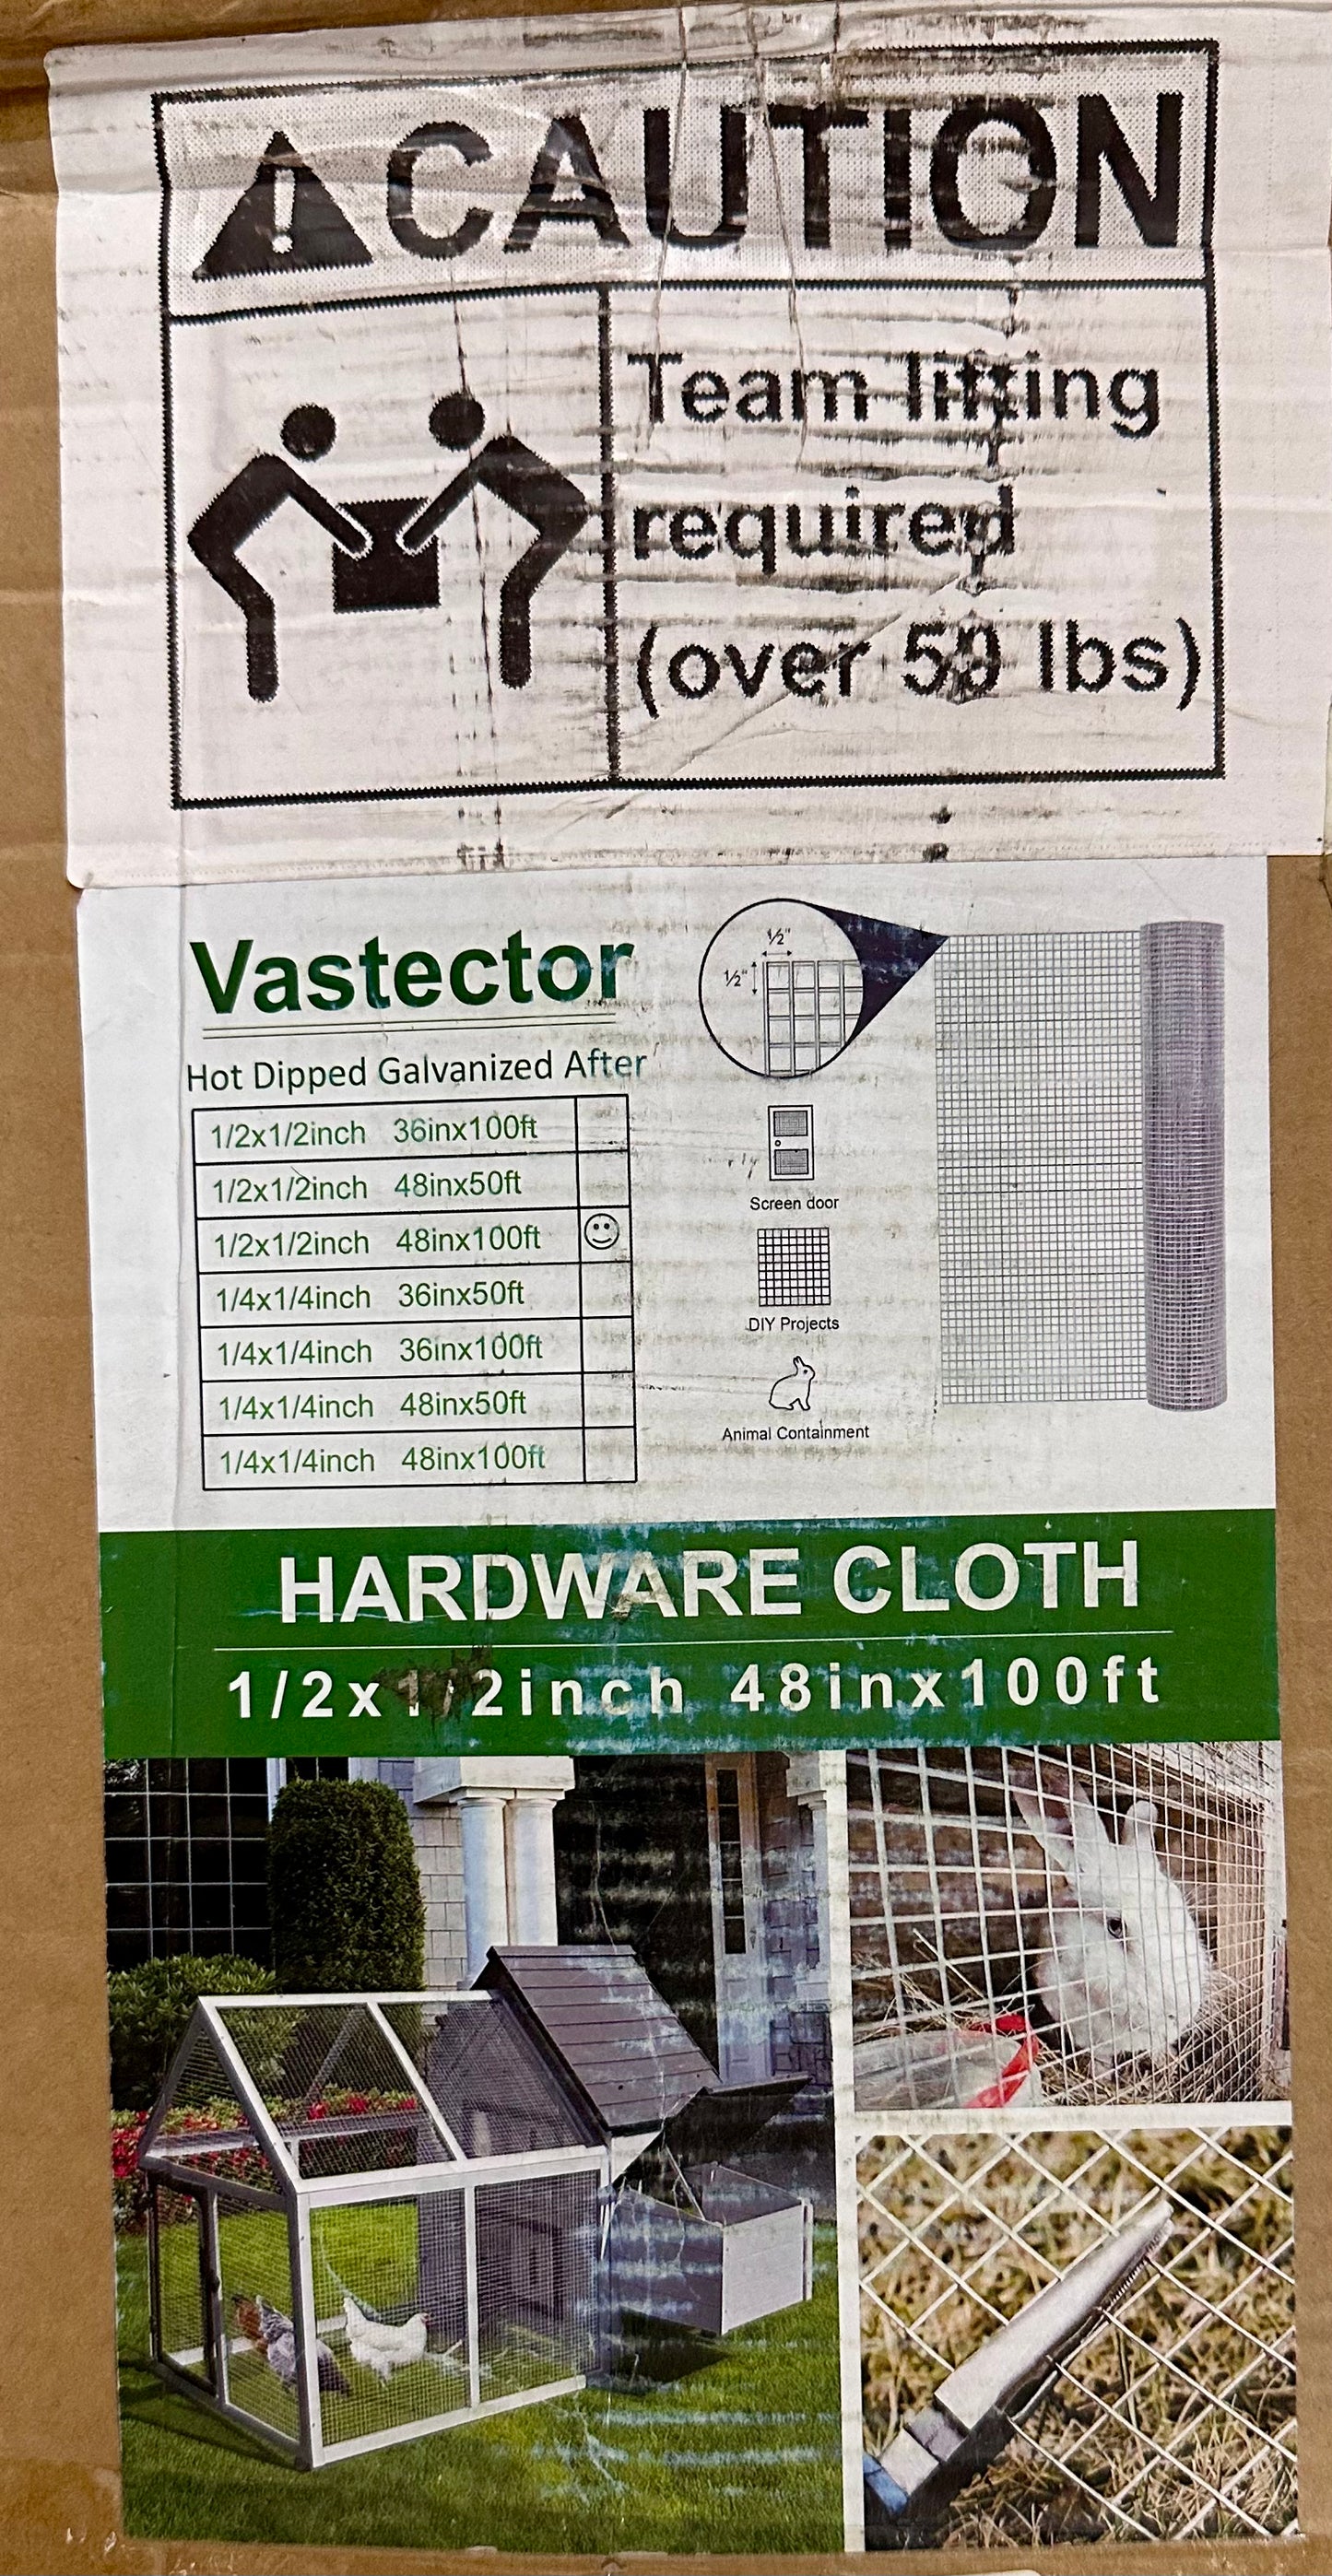 CAUTION
Team lifting
required
(over 50 lbs)
Vastector
Hot Dipped Galvanized After
1/2x1/2inch 36inx100ft
1/2x1/2inch 48inx50ft
1/2x1/2inch 48inx100ft
1/4x1/4inch 36inx50ft
1/4x1/4inch 36inx100ft
1/4x1/4inch 48inx50ft
1/4x1/4inch 48inx100ft
½"
½"
Screen door
DIY Projects
Animal Containment
HARDWARE CLOTH
1/2x1/2inch 48inx100ft